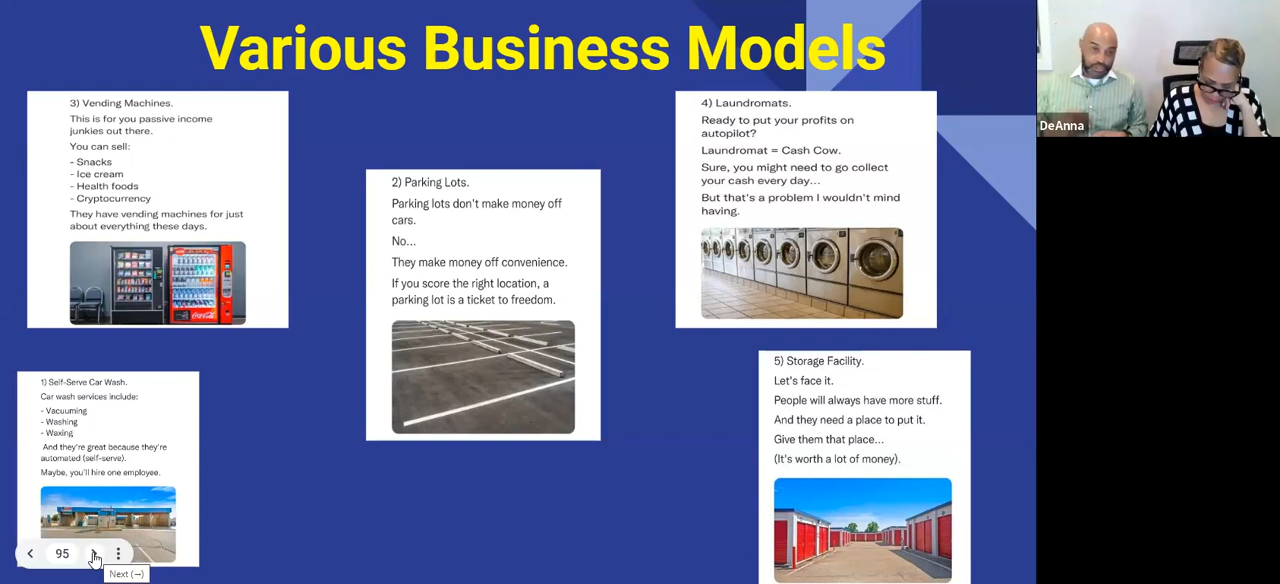 Various Business Models
3) Vending Machines.
This is for you passive income
junkies out there.
You can sell:
- Snacks
- Ice cream
- Health foods
- Cryptocurrency
They have vending machines for just
about everything these days.
Coca-Cola
2) Parking Lots.
Parking lots don't make money off
cars.
No...
They make money off convenience.
If you score the right location, a
parking lot is a ticket to freedom.
4) Laundromats.
Ready to put your profits on
autopilot?
Laundromat = Cash Cow.
Sure, you might need to go collect
your cash every day...
But that's a problem I wouldn't mind
having.
1) Self-Serve Car Wash.
Car wash services include:
- Vacuuming
- Washing
- Waxing
And they're great because they're
automated (self-serve).
Maybe, you'll hire one employee.
5) Storage Facility.
Let's face it.
People will always have more stuff.
And they need a place to put it.
Give them that place...
(It's worth a lot of money).
DeAnna
95
Next (→)